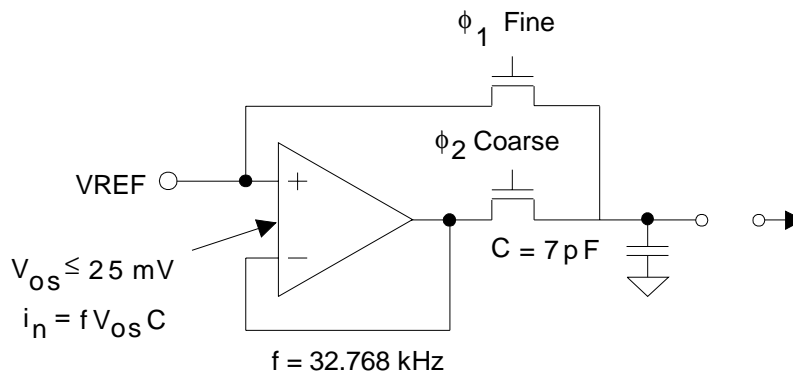 ϕ1 Fine
ϕ2 Coarse
VREF
+
−
Vos ≤ 25 mV
in = f Vos C
C = 7 pF
f = 32.768 kHz